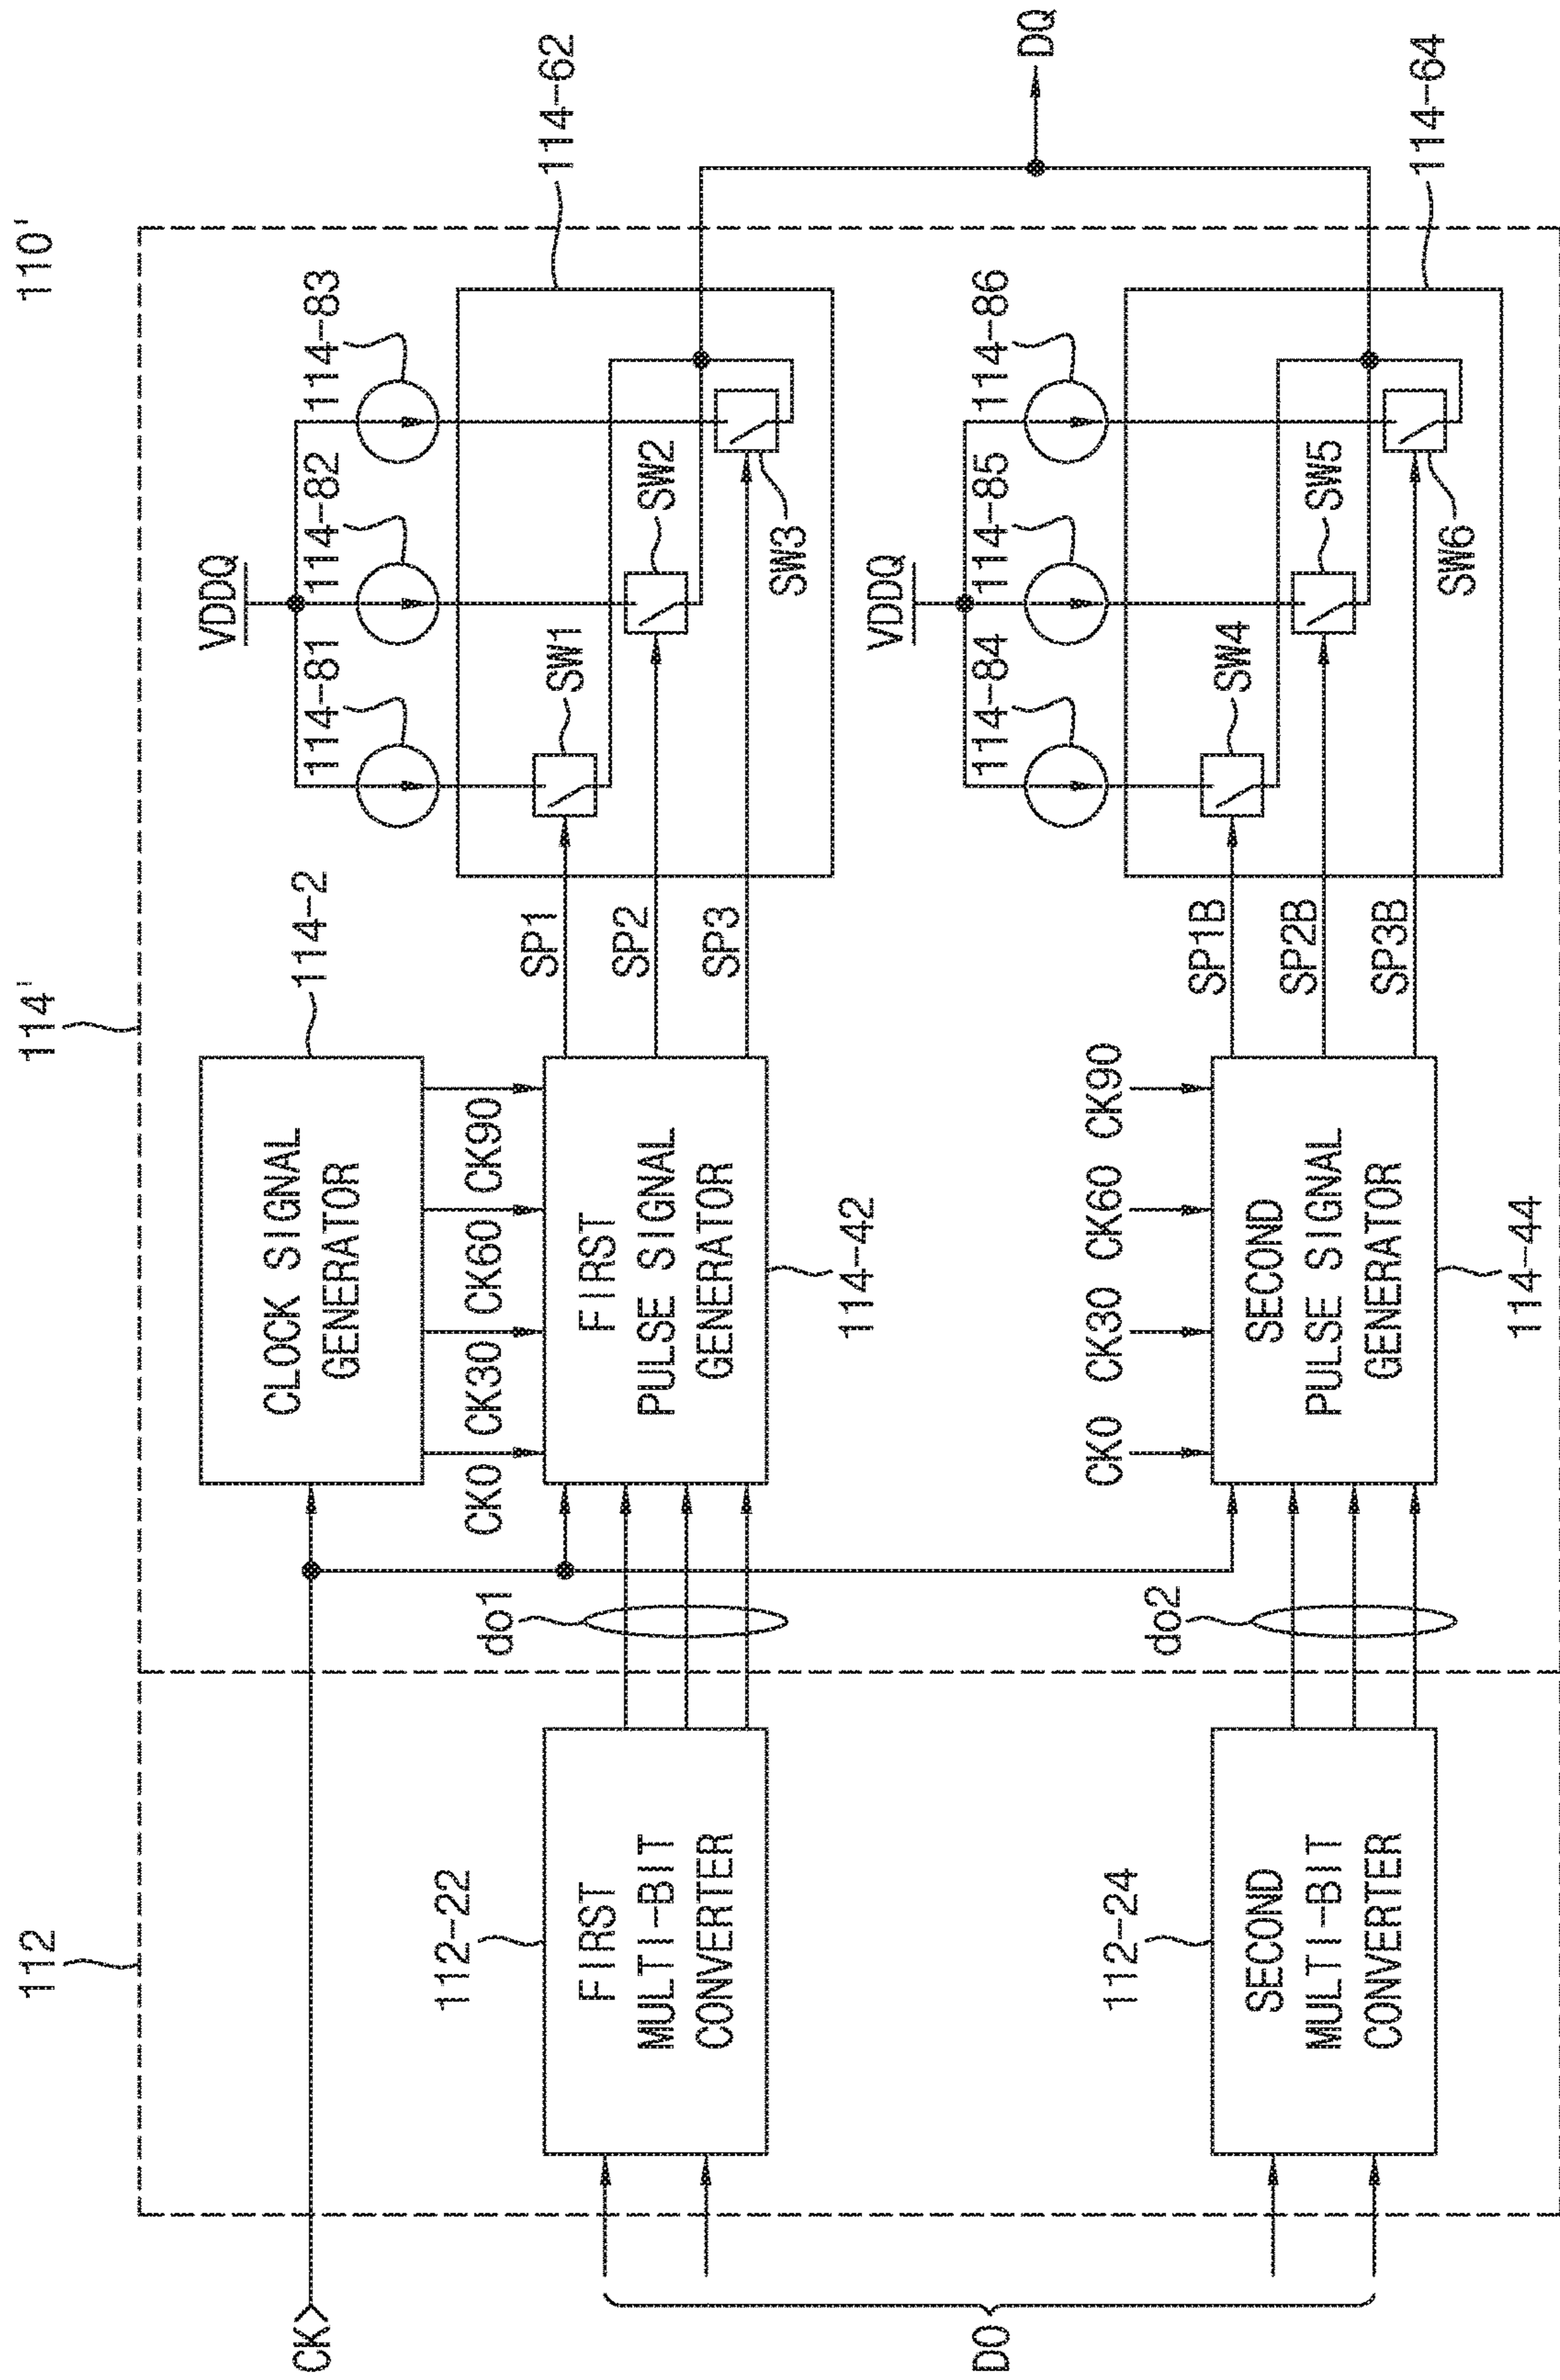 110'
112
114'
CK
CLOCK SIGNAL
GENERATOR
114-2
VDDQ
114-81
114-82
114-83
CK0
CK30
CK60
CK90
112-22
FIRST
MULTI-BIT
CONVERTER
do1
FIRST
PULSE SIGNAL
GENERATOR
114-42
SP1
SP2
SP3
SW1
SW2
SW3
114-62
DO
DQ
VDDQ
114-84
114-85
114-86
CK0
CK30
CK60
CK90
112-24
SECOND
MULTI-BIT
CONVERTER
do2
SECOND
PULSE SIGNAL
GENERATOR
114-44
SP1B
SP2B
SP3B
SW4
SW5
SW6
114-64